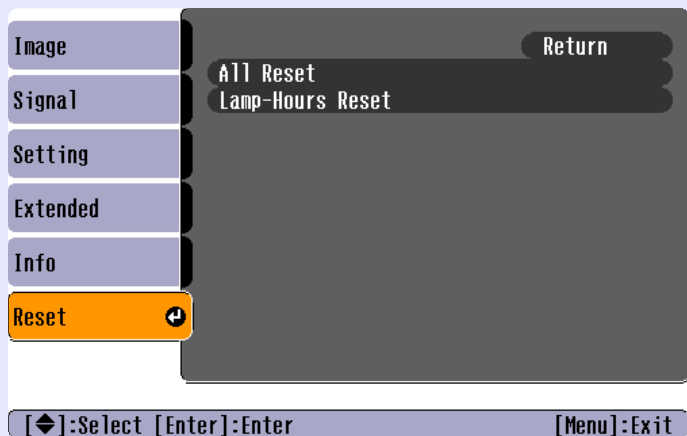 Image
Signal
Setting
Extended
Info
Reset
Return
All Reset
Lamp-Hours Reset
[◆]:Select [Enter]:Enter [Menu]:Exit